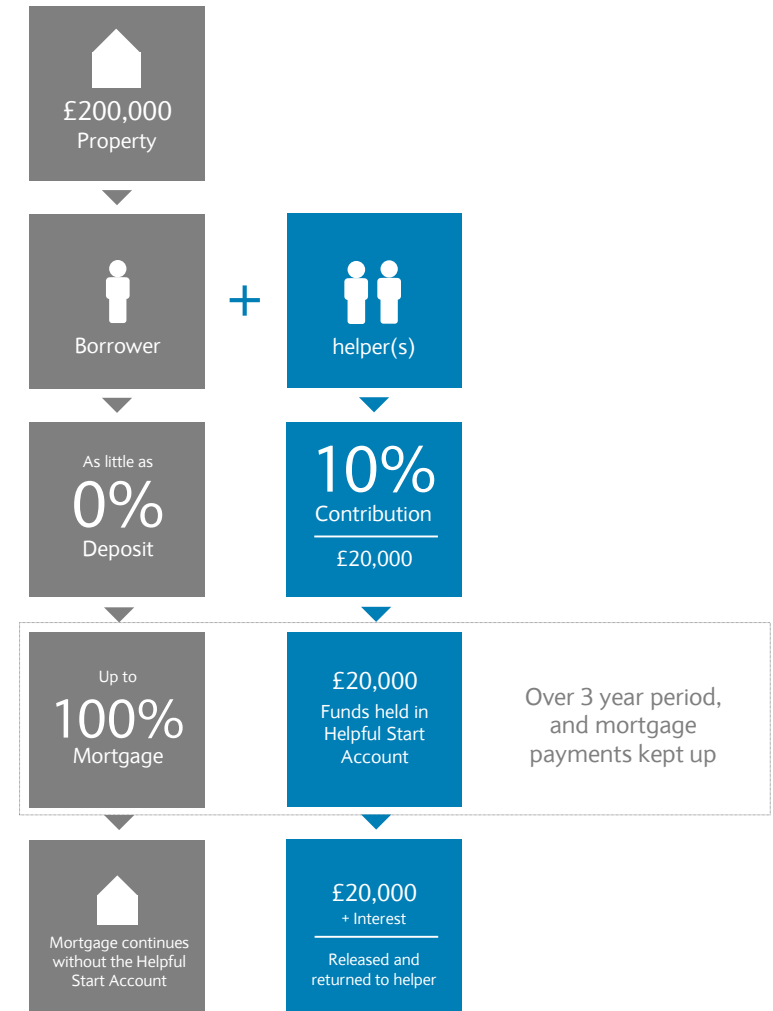 £200,000
Property
Borrower
+
helper(s)
As little as
0%
Deposit
10%
Contribution
£20,000
Up to
100%
Mortgage
£20,000
Funds held in
Helpful Start
Account
Over 3 year period,
and mortgage
payments kept up
Mortgage continues
without the Helpful
Start Account
£20,000
+ Interest
Released and
returned to helper